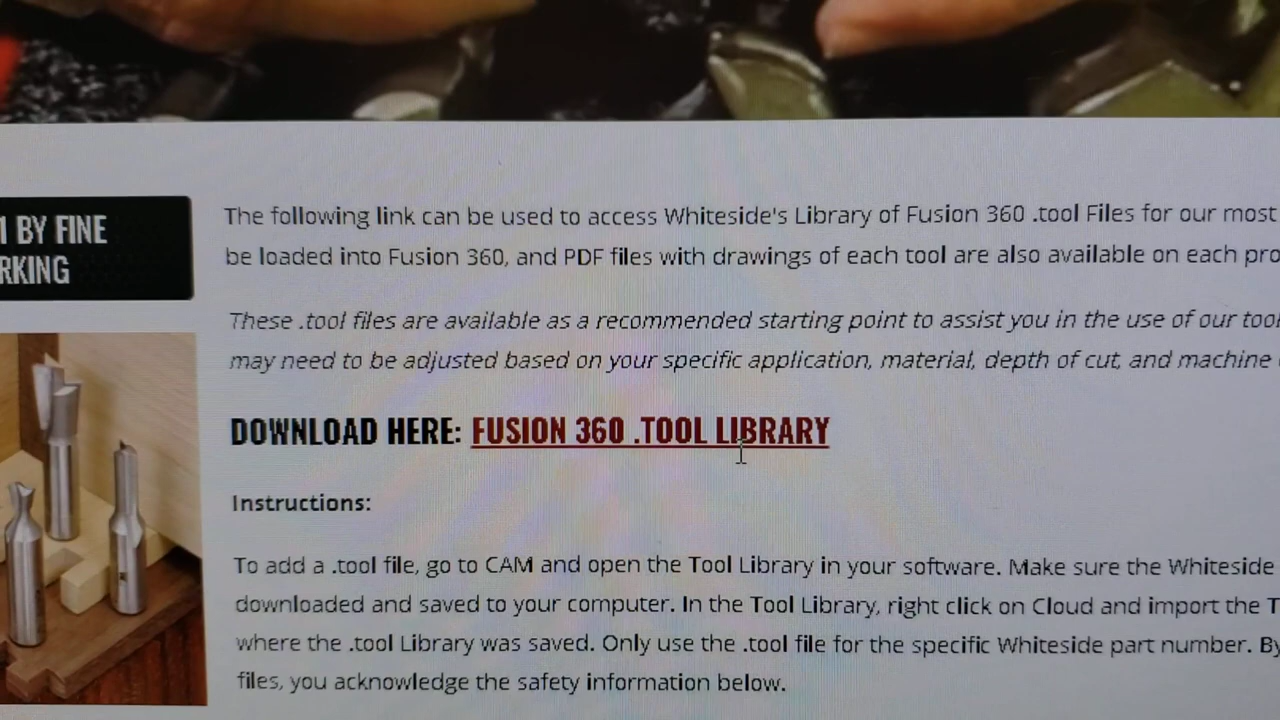 1 BY FINE
RKING
The following link can be used to access Whiteside's Library of Fusion 360 .tool Files for our most
be loaded into Fusion 360, and PDF files with drawings of each tool are also available on each pro
These .tool files are available as a recommended starting point to assist you in the use of our tool
may need to be adjusted based on your specific application, material, depth of cut, and machine
DOWNLOAD HERE: FUSION 360 .TOOL LIBRARY
Instructions:
To add a .tool file, go to CAM and open the Tool Library in your software. Make sure the Whiteside
downloaded and saved to your computer. In the Tool Library, right click on Cloud and import the T
where the .tool Library was saved. Only use the .tool file for the specific Whiteside part number. By
files, you acknowledge the safety information below.